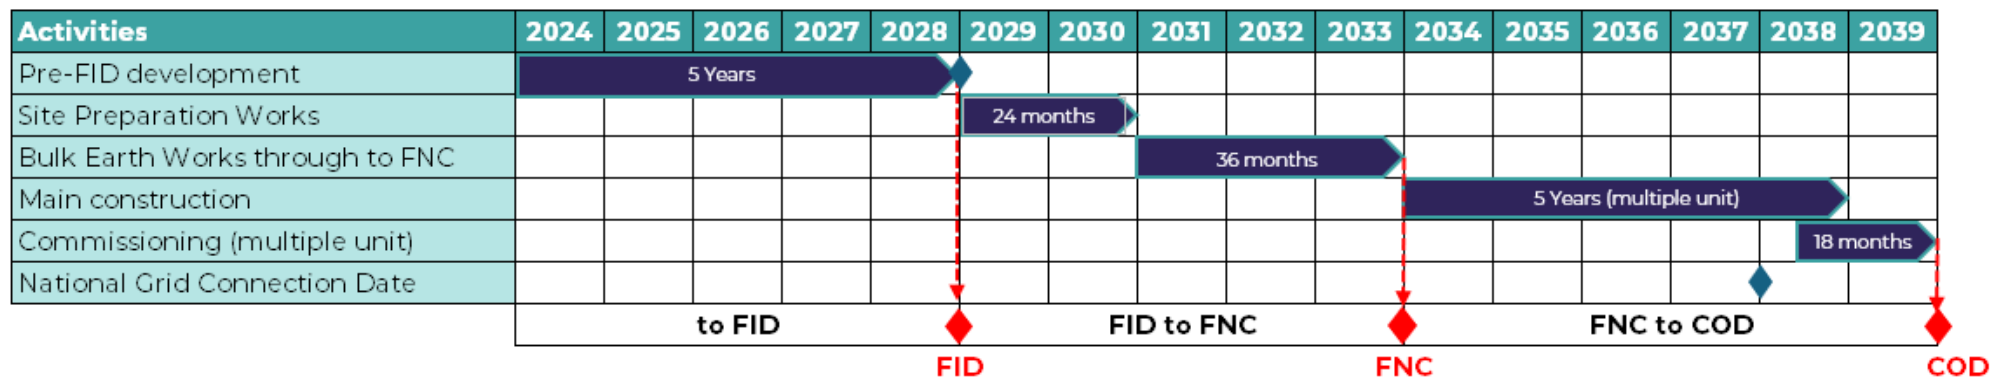 Activities 2024 2025 2026 2027 2028 2029 2030 2031 2032 2033 2034 2035 2036 2037 2038 2039
Pre-FID development 5 Years
Site Preparation Works 24 months
Bulk Earth Works through to FNC 36 months
Main construction 5 Years (multiple unit)
Commissioning (multiple unit) 18 months
National Grid Connection Date
to FID FID to FNC FNC to COD
FID FNC COD